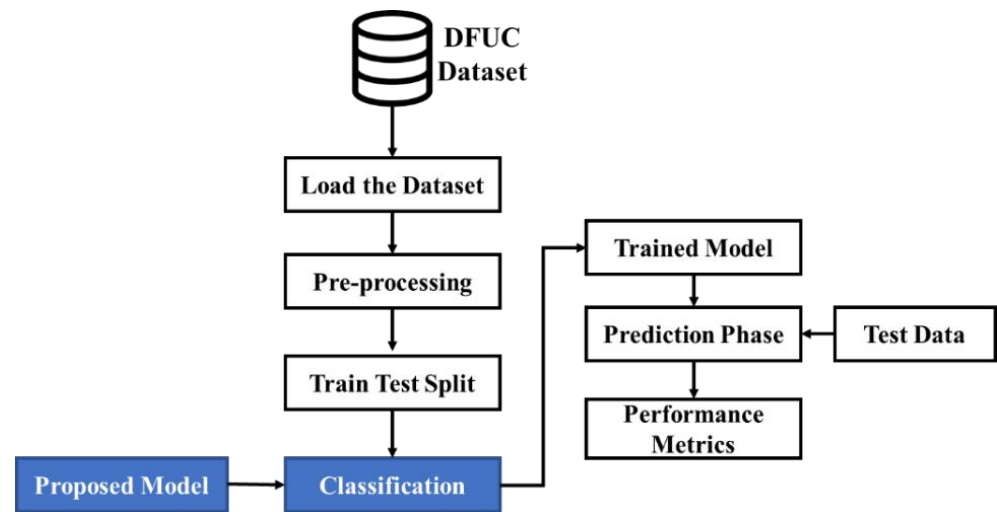 DFUC
Dataset
Load the Dataset
Pre-processing
Train Test Split
Proposed Model
Classification
Trained Model
Prediction Phase
Test Data
Performance
Metrics